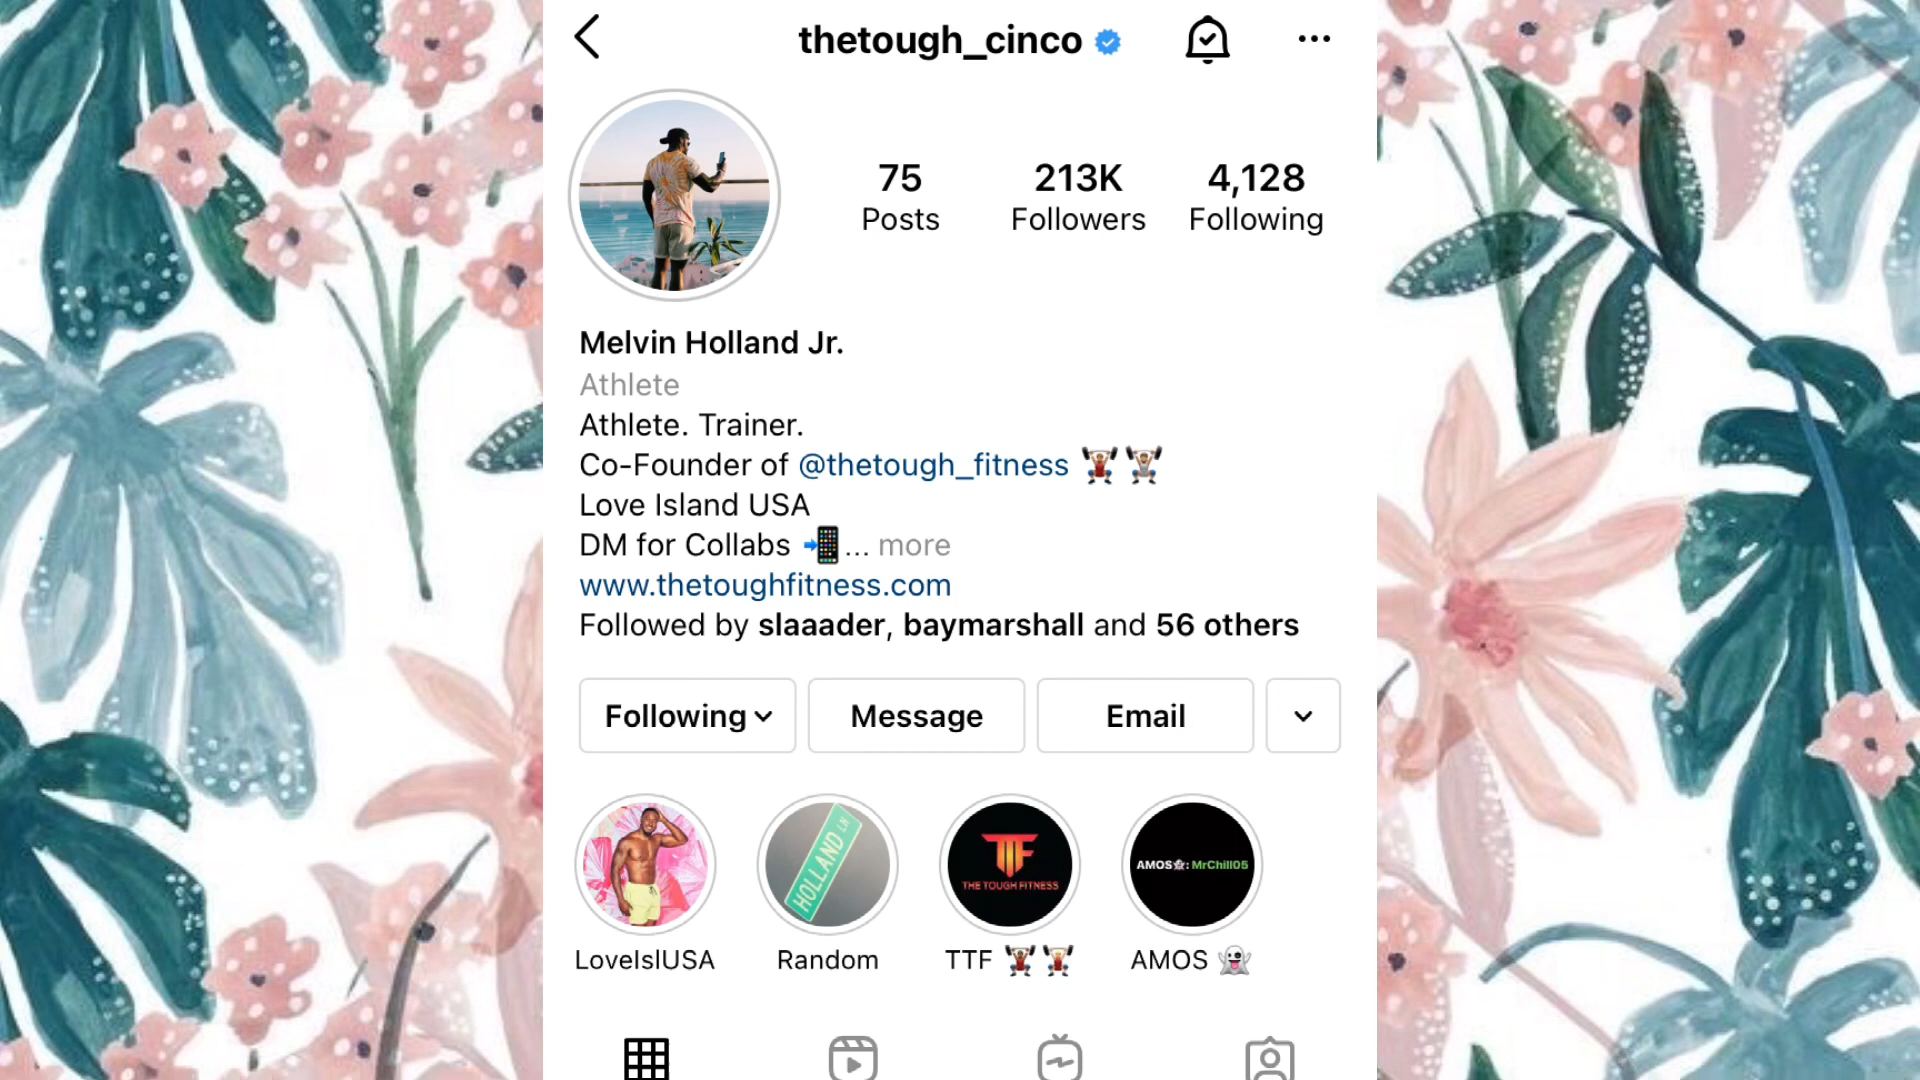 thetough_cinco
75 213K 4,128
Posts Followers Following
Melvin Holland Jr.
Athlete
Athlete. Trainer.
Co-Founder of @thetough_fitness
Love Island USA
DM for Collabs ... more
www.thetoughfitness.com
Followed by slaaader, baymarshall and 56 others
Following Message Email
HOLLAND LN
TTF
THE TOUGH FITNESS
AMOS: MrChill05
LoveIslUSA Random TTF AMOS